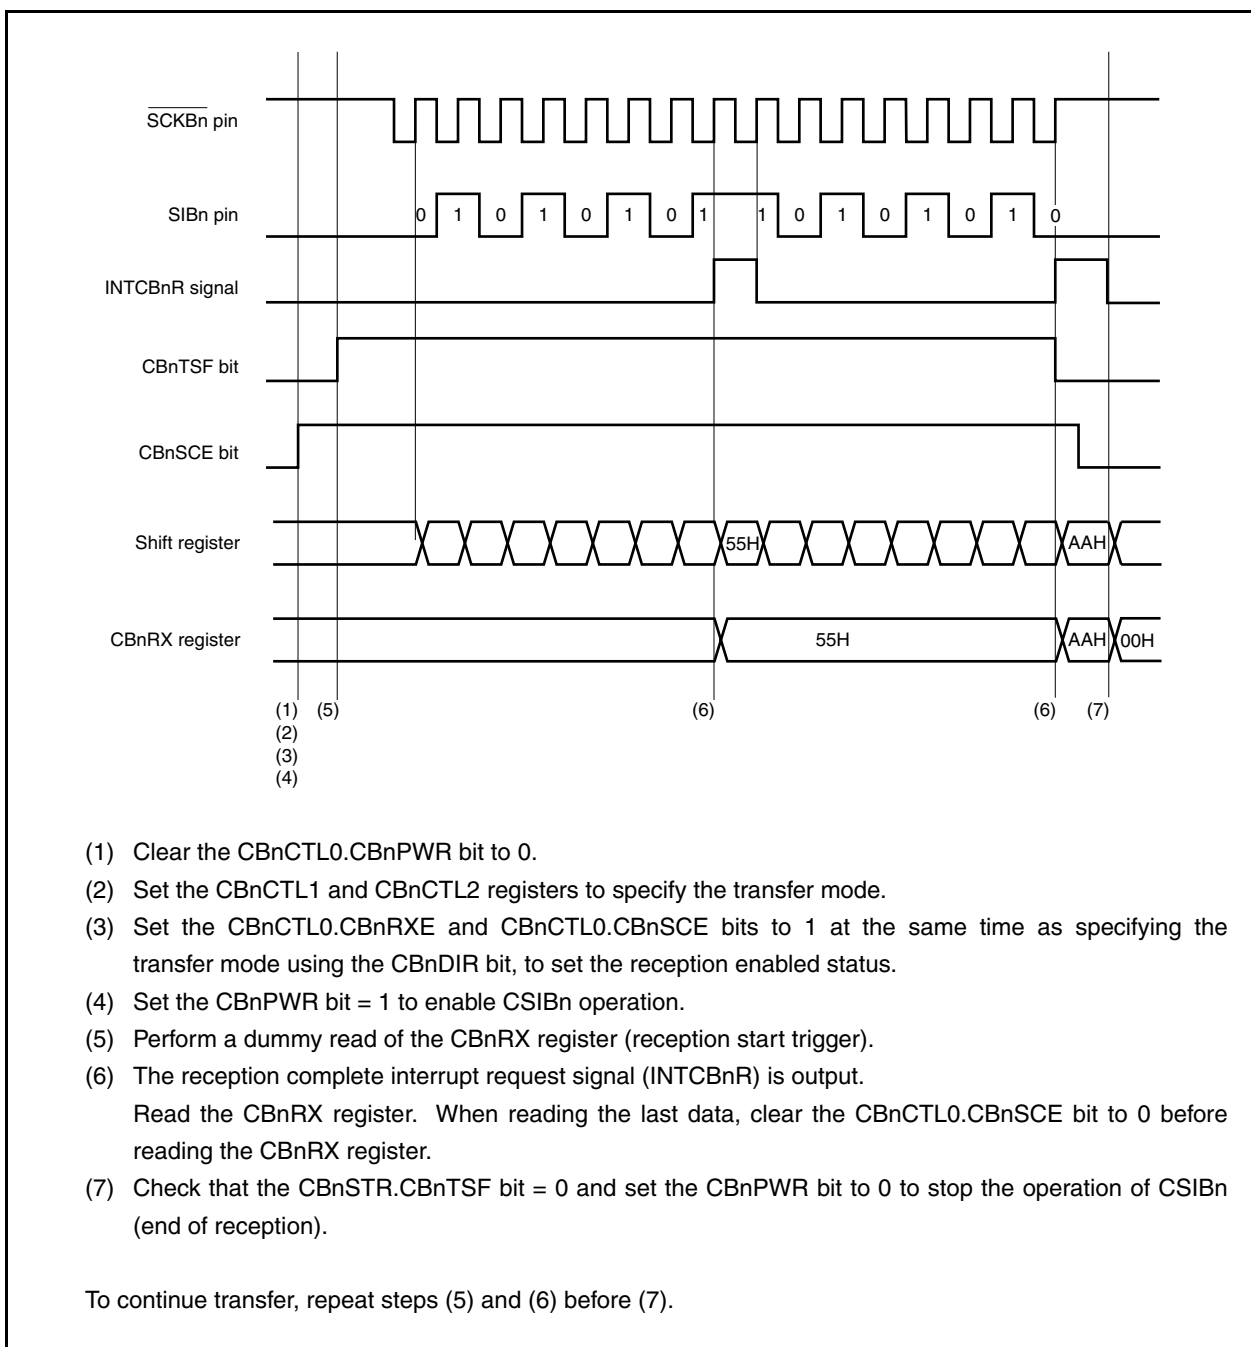 SCKBn pin
SIBn pin
0 1 0 1 0 1 0 1 1 0 1 0 1 0 1 0
INTCBnR signal
CBnTSF bit
CBnSCE bit
Shift register
55H
AAH
CBnRX register
55H
AAH
00H
(1) (5) (6) (6) (7)
(2)
(3)
(4)
(1) Clear the CBnCTL0.CBnPWR bit to 0.
(2) Set the CBnCTL1 and CBnCTL2 registers to specify the transfer mode.
(3) Set the CBnCTL0.CBnRXE and CBnCTL0.CBnSCE bits to 1 at the same time as specifying the
transfer mode using the CBnDIR bit, to set the reception enabled status.
(4) Set the CBnPWR bit = 1 to enable CSIBn operation.
(5) Perform a dummy read of the CBnRX register (reception start trigger).
(6) The reception complete interrupt request signal (INTCBnR) is output.
Read the CBnRX register. When reading the last data, clear the CBnCTL0.CBnSCE bit to 0 before
reading the CBnRX register.
(7) Check that the CBnSTR.CBnTSF bit = 0 and set the CBnPWR bit to 0 to stop the operation of CSIBn
(end of reception).
To continue transfer, repeat steps (5) and (6) before (7).